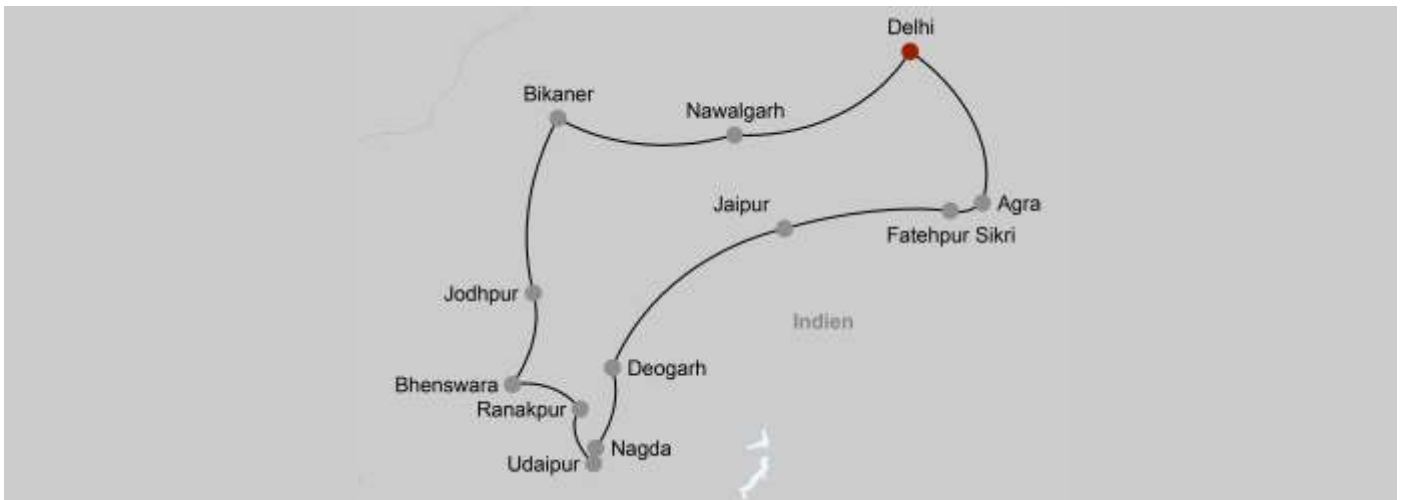 Delhi
Bikaner
Nawalgarh
Jaipur
Agra
Fatehpur Sikri
Jodhpur
Indien
Deogarh
Bhenswara
Ranakpur
Nagda
Udaipur